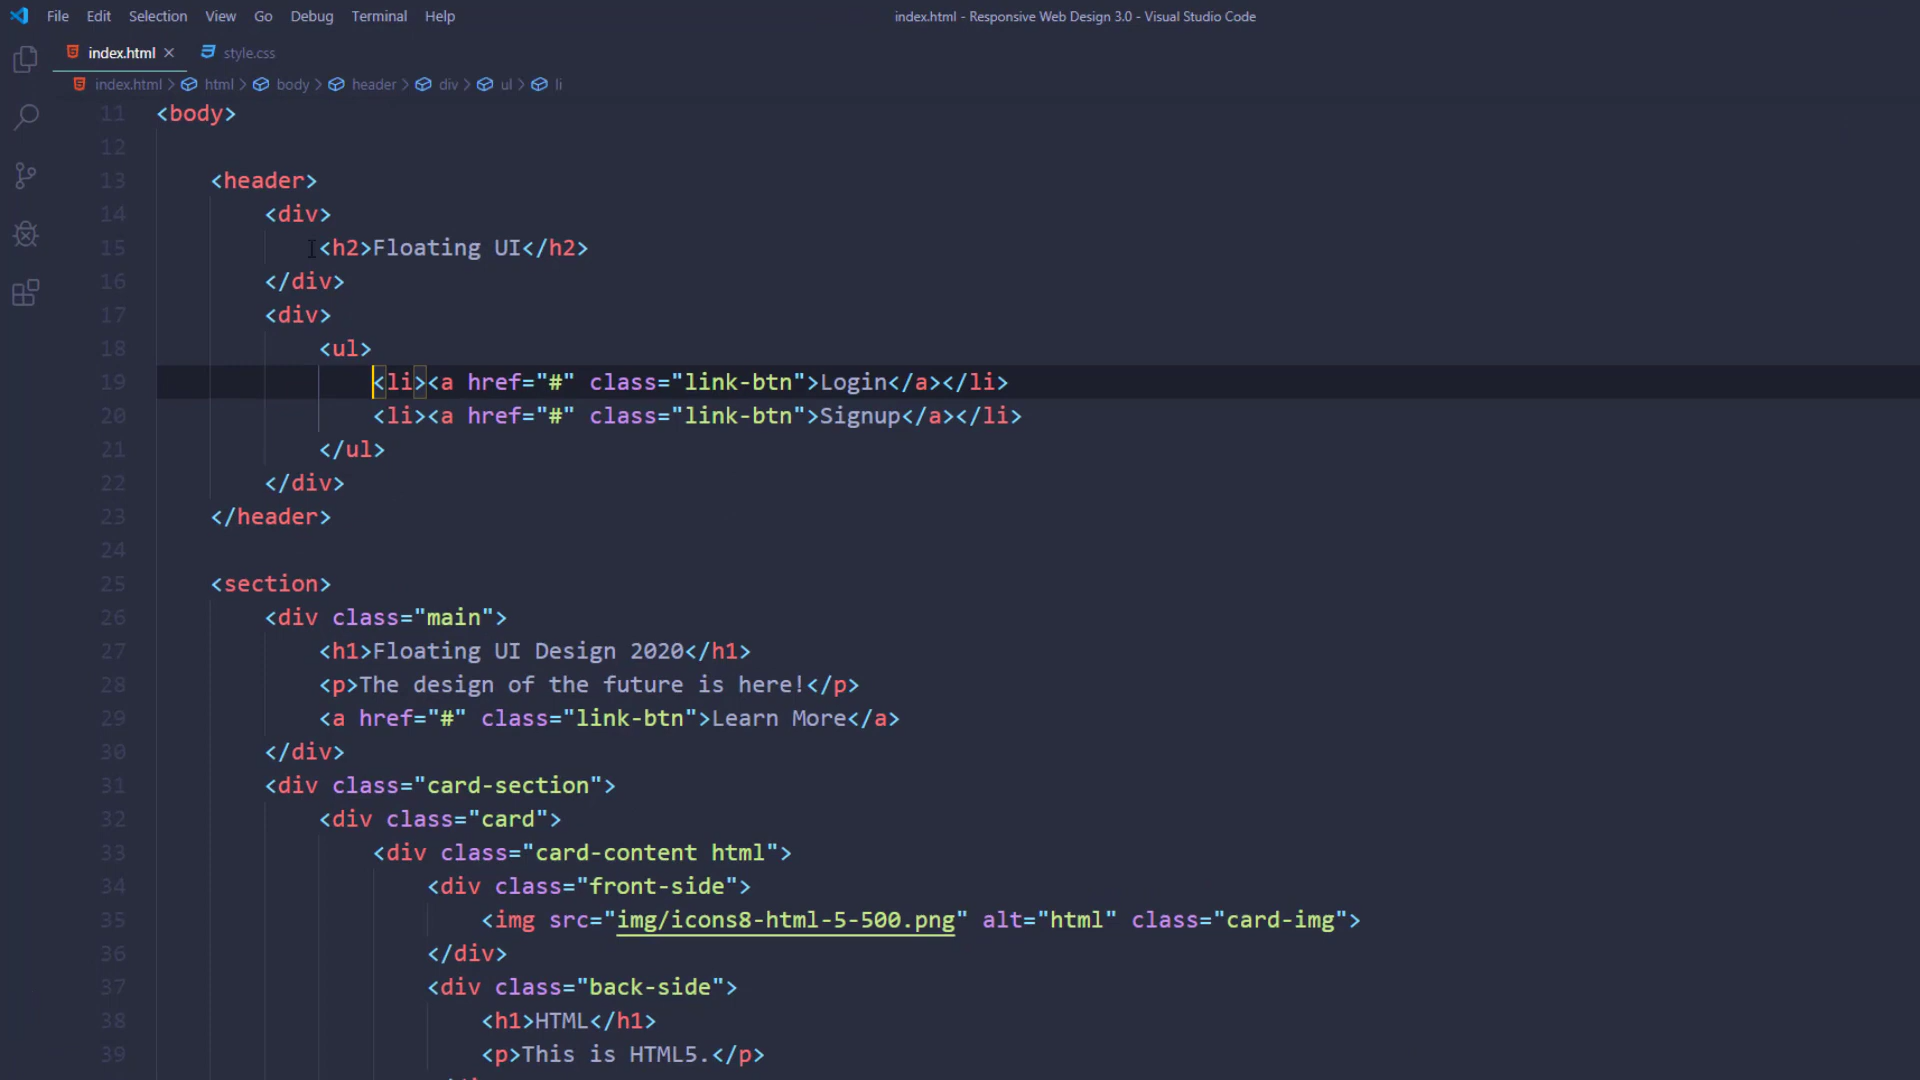 File Edit Selection View Go Debug Terminal Help
index.html - Responsive Web Design 3.0 - Visual Studio Code
index.html style.css
index.html > html > body > header > div > ul > li
11 <body>
12
13 <header>
14 <div>
15 <h2>Floating UI</h2>
16 </div>
17 <div>
18 <ul>
19 <li><a href="#" class="link-btn">Login</a></li>
20 <li><a href="#" class="link-btn">Signup</a></li>
21 </ul>
22 </div>
23 </header>
24
25 <section>
26 <div class="main">
27 <h1>Floating UI Design 2020</h1>
28 <p>The design of the future is here!</p>
29 <a href="#" class="link-btn">Learn More</a>
30 </div>
31 <div class="card-section">
32 <div class="card">
33 <div class="card-content html">
34 <div class="front-side">
35 <img src="img/icons8-html-5-500.png" alt="html" class="card-img">
36 </div>
37 <div class="back-side">
38 <h1>HTML</h1>
39 <p>This is HTML5.</p>